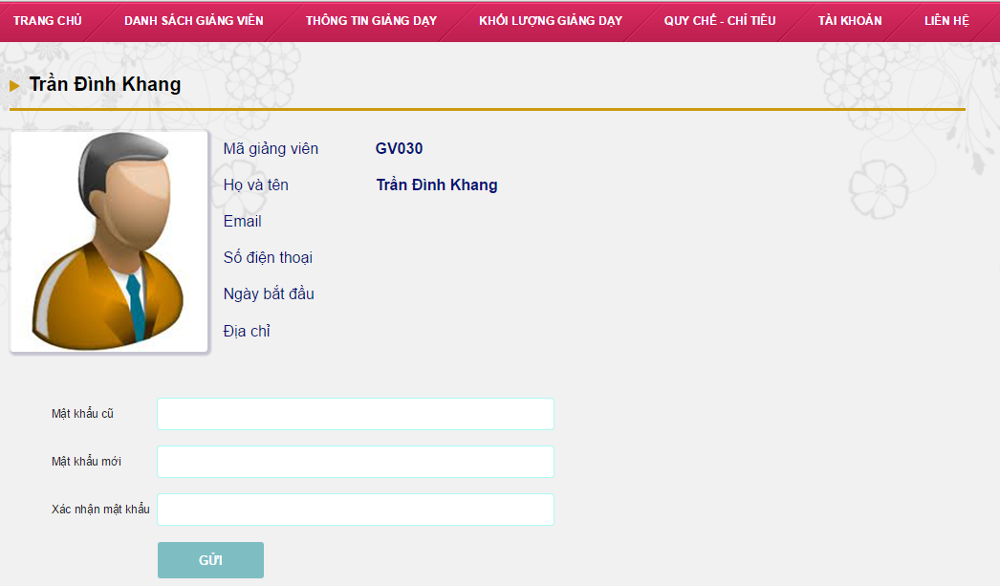 TRANG CHỦ DANH SÁCH GIẢNG VIÊN THÔNG TIN GIẢNG DẠY KHỐI LƯỢNG GIẢNG DẠY QUY CHẾ - CHỈ TIÊU TÀI KHOẢN LIÊN HỆ
Trần Đình Khang
Mã giảng viên GV030
Họ và tên Trần Đình Khang
Email
Số điện thoại
Ngày bắt đầu
Địa chỉ
Mật khẩu cũ
Mật khẩu mới
Xác nhận mật khẩu
GỬI